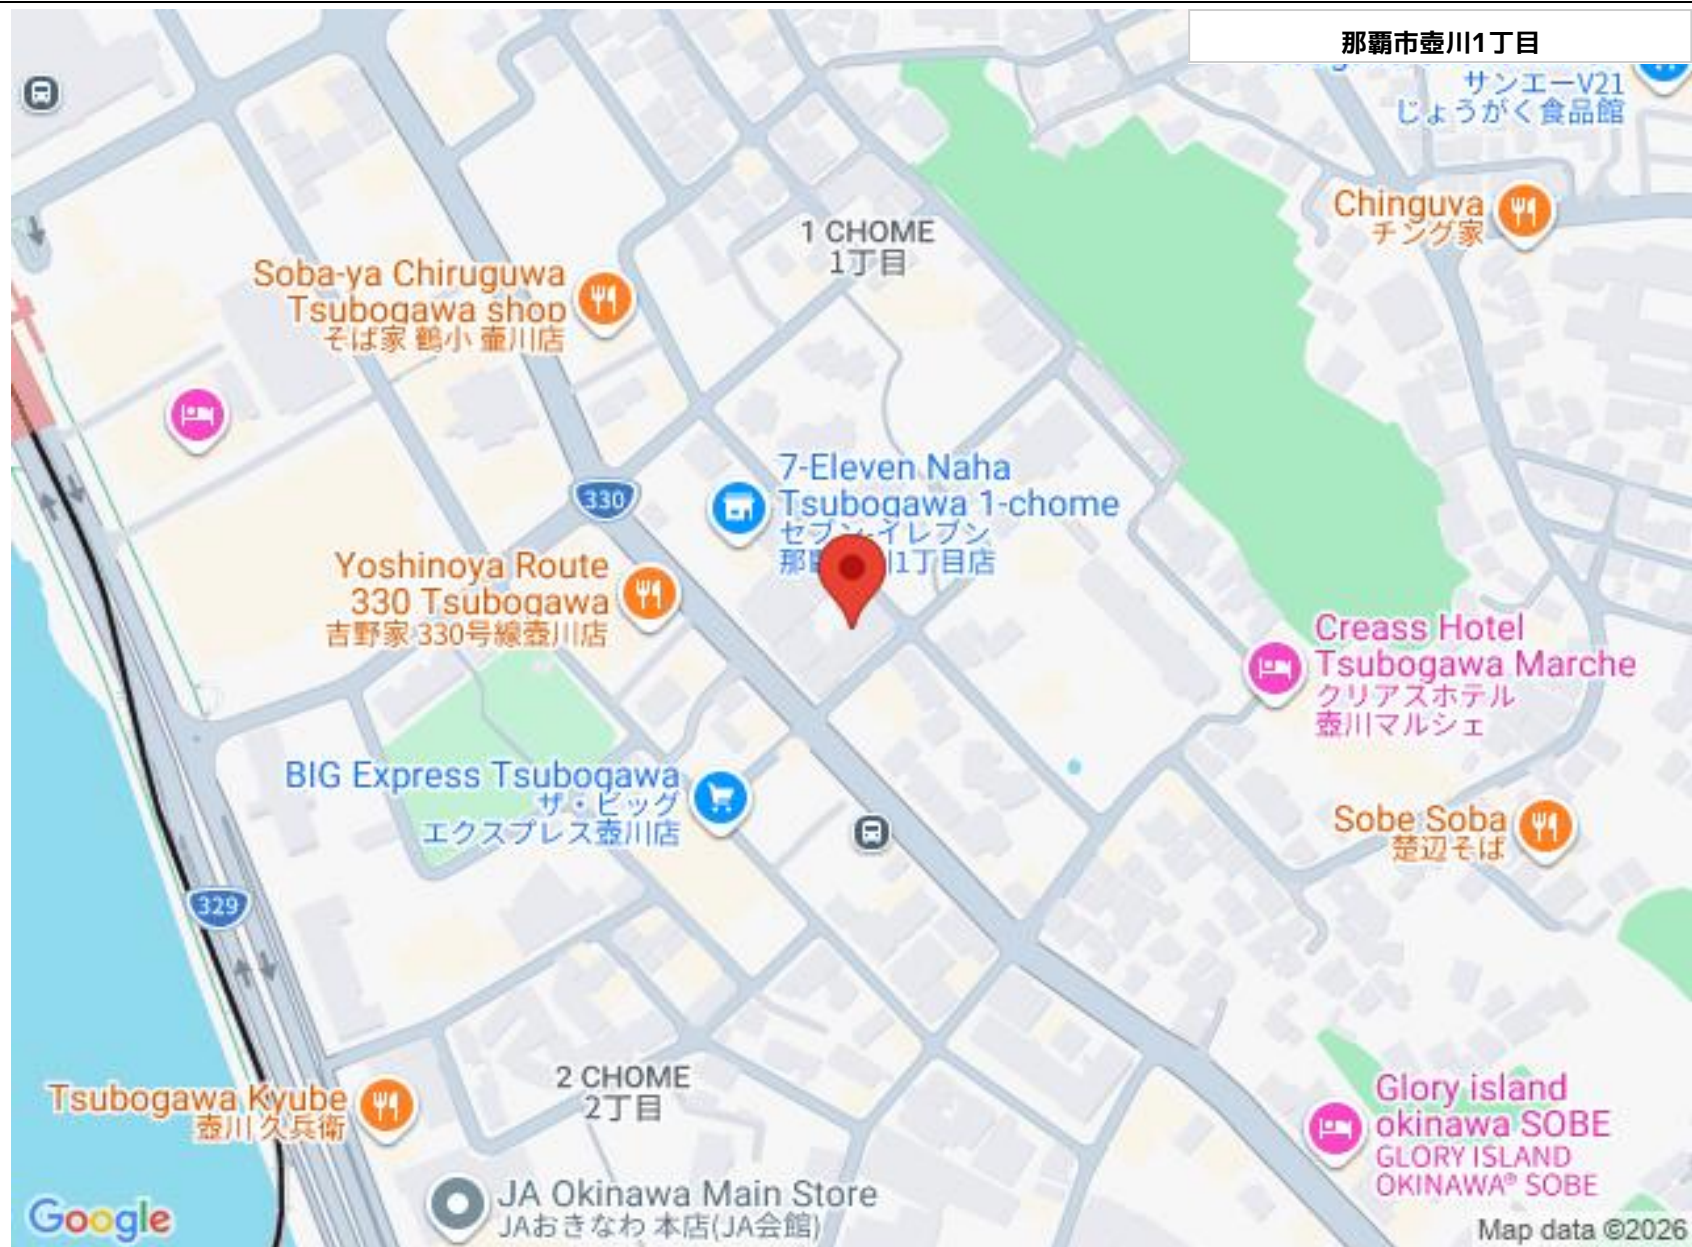 那覇市壺川1丁目
サンエーV21
じょうがく食品館
Chinguva
チング家
1 CHOME
1丁目
Soba-ya Chiruguwa
Tsubogawa shop
そば家 鶴小 壷川店
7-Eleven Naha
Tsubogawa 1-chome
セブン-イレブン
1丁目店
330
Yoshinoya Route
330 Tsubogawa
吉野家 330号線壺川店
Creass Hotel
Tsubogawa Marche
クリアスホテル
壺川マルシェ
BIG Express Tsubogawa
ザ・ビッグ
エクスプレス壺川店
Sobe Soba
楚辺そば
329
2 CHOME
2丁目
Tsubogawa Kyube
壺川 久兵衛
Glory island
okinawa SOBE
GLORY ISLAND
OKINAWA® SOBE
JA Okinawa Main Store
JAおきなわ 本店(JA会館)
Google
Map data ©2026